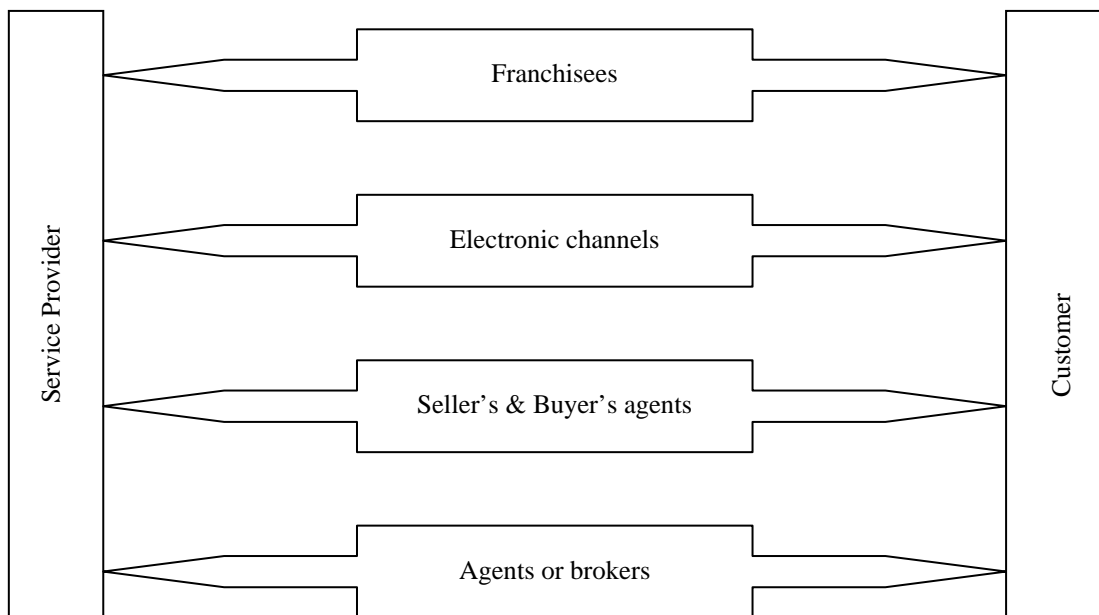 Service Provider
Franchisees
Electronic channels
Seller’s & Buyer’s agents
Agents or brokers
Customer